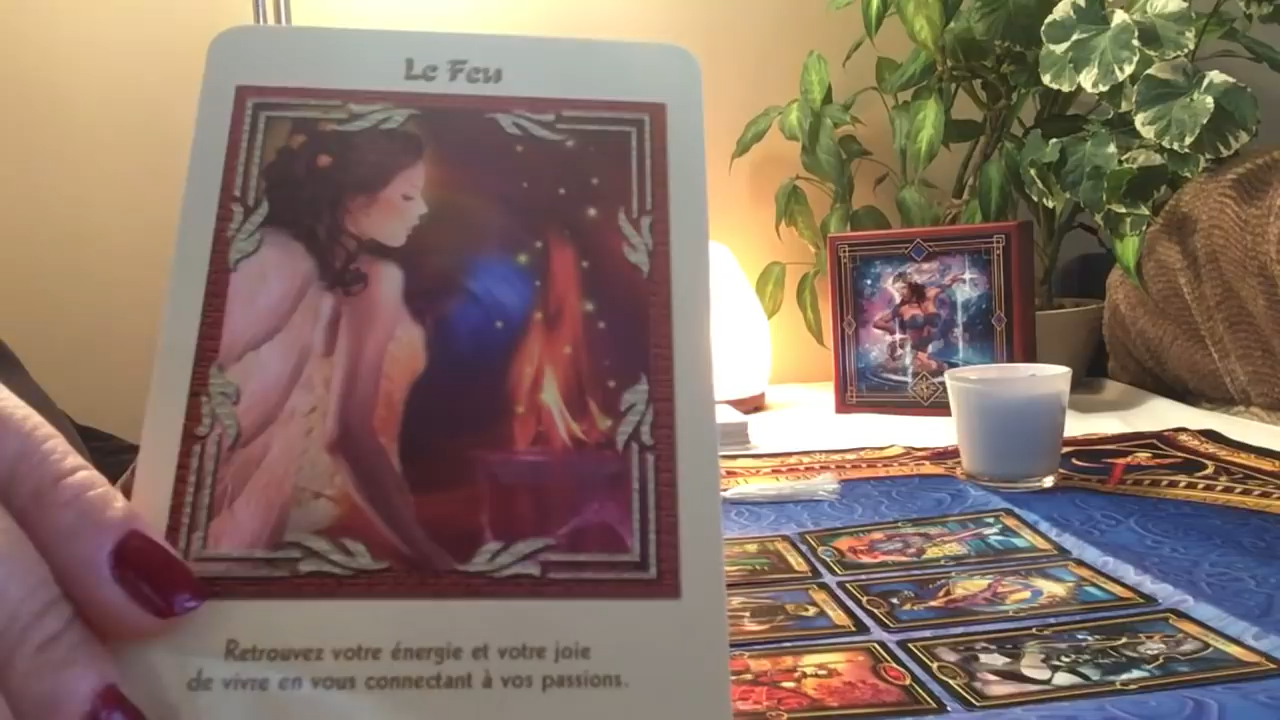 Le Feu
Retrouvez votre énergie et votre joie
de vivre en vous connectant à vos passions.